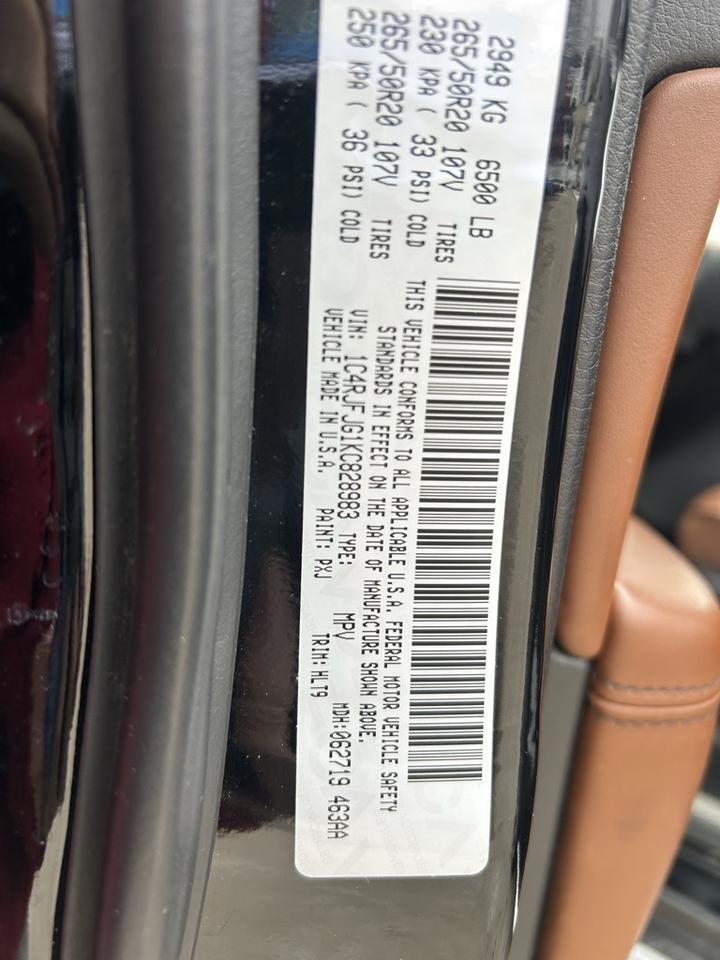 2949 KG 6500 LB
265/50R20 107V TIRES
230 KPA ( 33 PSI) COLD
265/50R20 107V TIRES
250 KPA ( 36 PSI) COLD
THIS VEHICLE CONFORMS TO ALL APPLICABLE U.S.A. FEDERAL MOTOR VEHICLE SAFETY
STANDARDS IN EFFECT ON THE DATE OF MANUFACTURE SHOWN ABOVE.
VIN: 1C4RJFJG1KC828983 TYPE: MPV MDH:062719 463AA
VEHICLE MADE IN U.S.A. PAINT: PXJ TRIM: HLT9